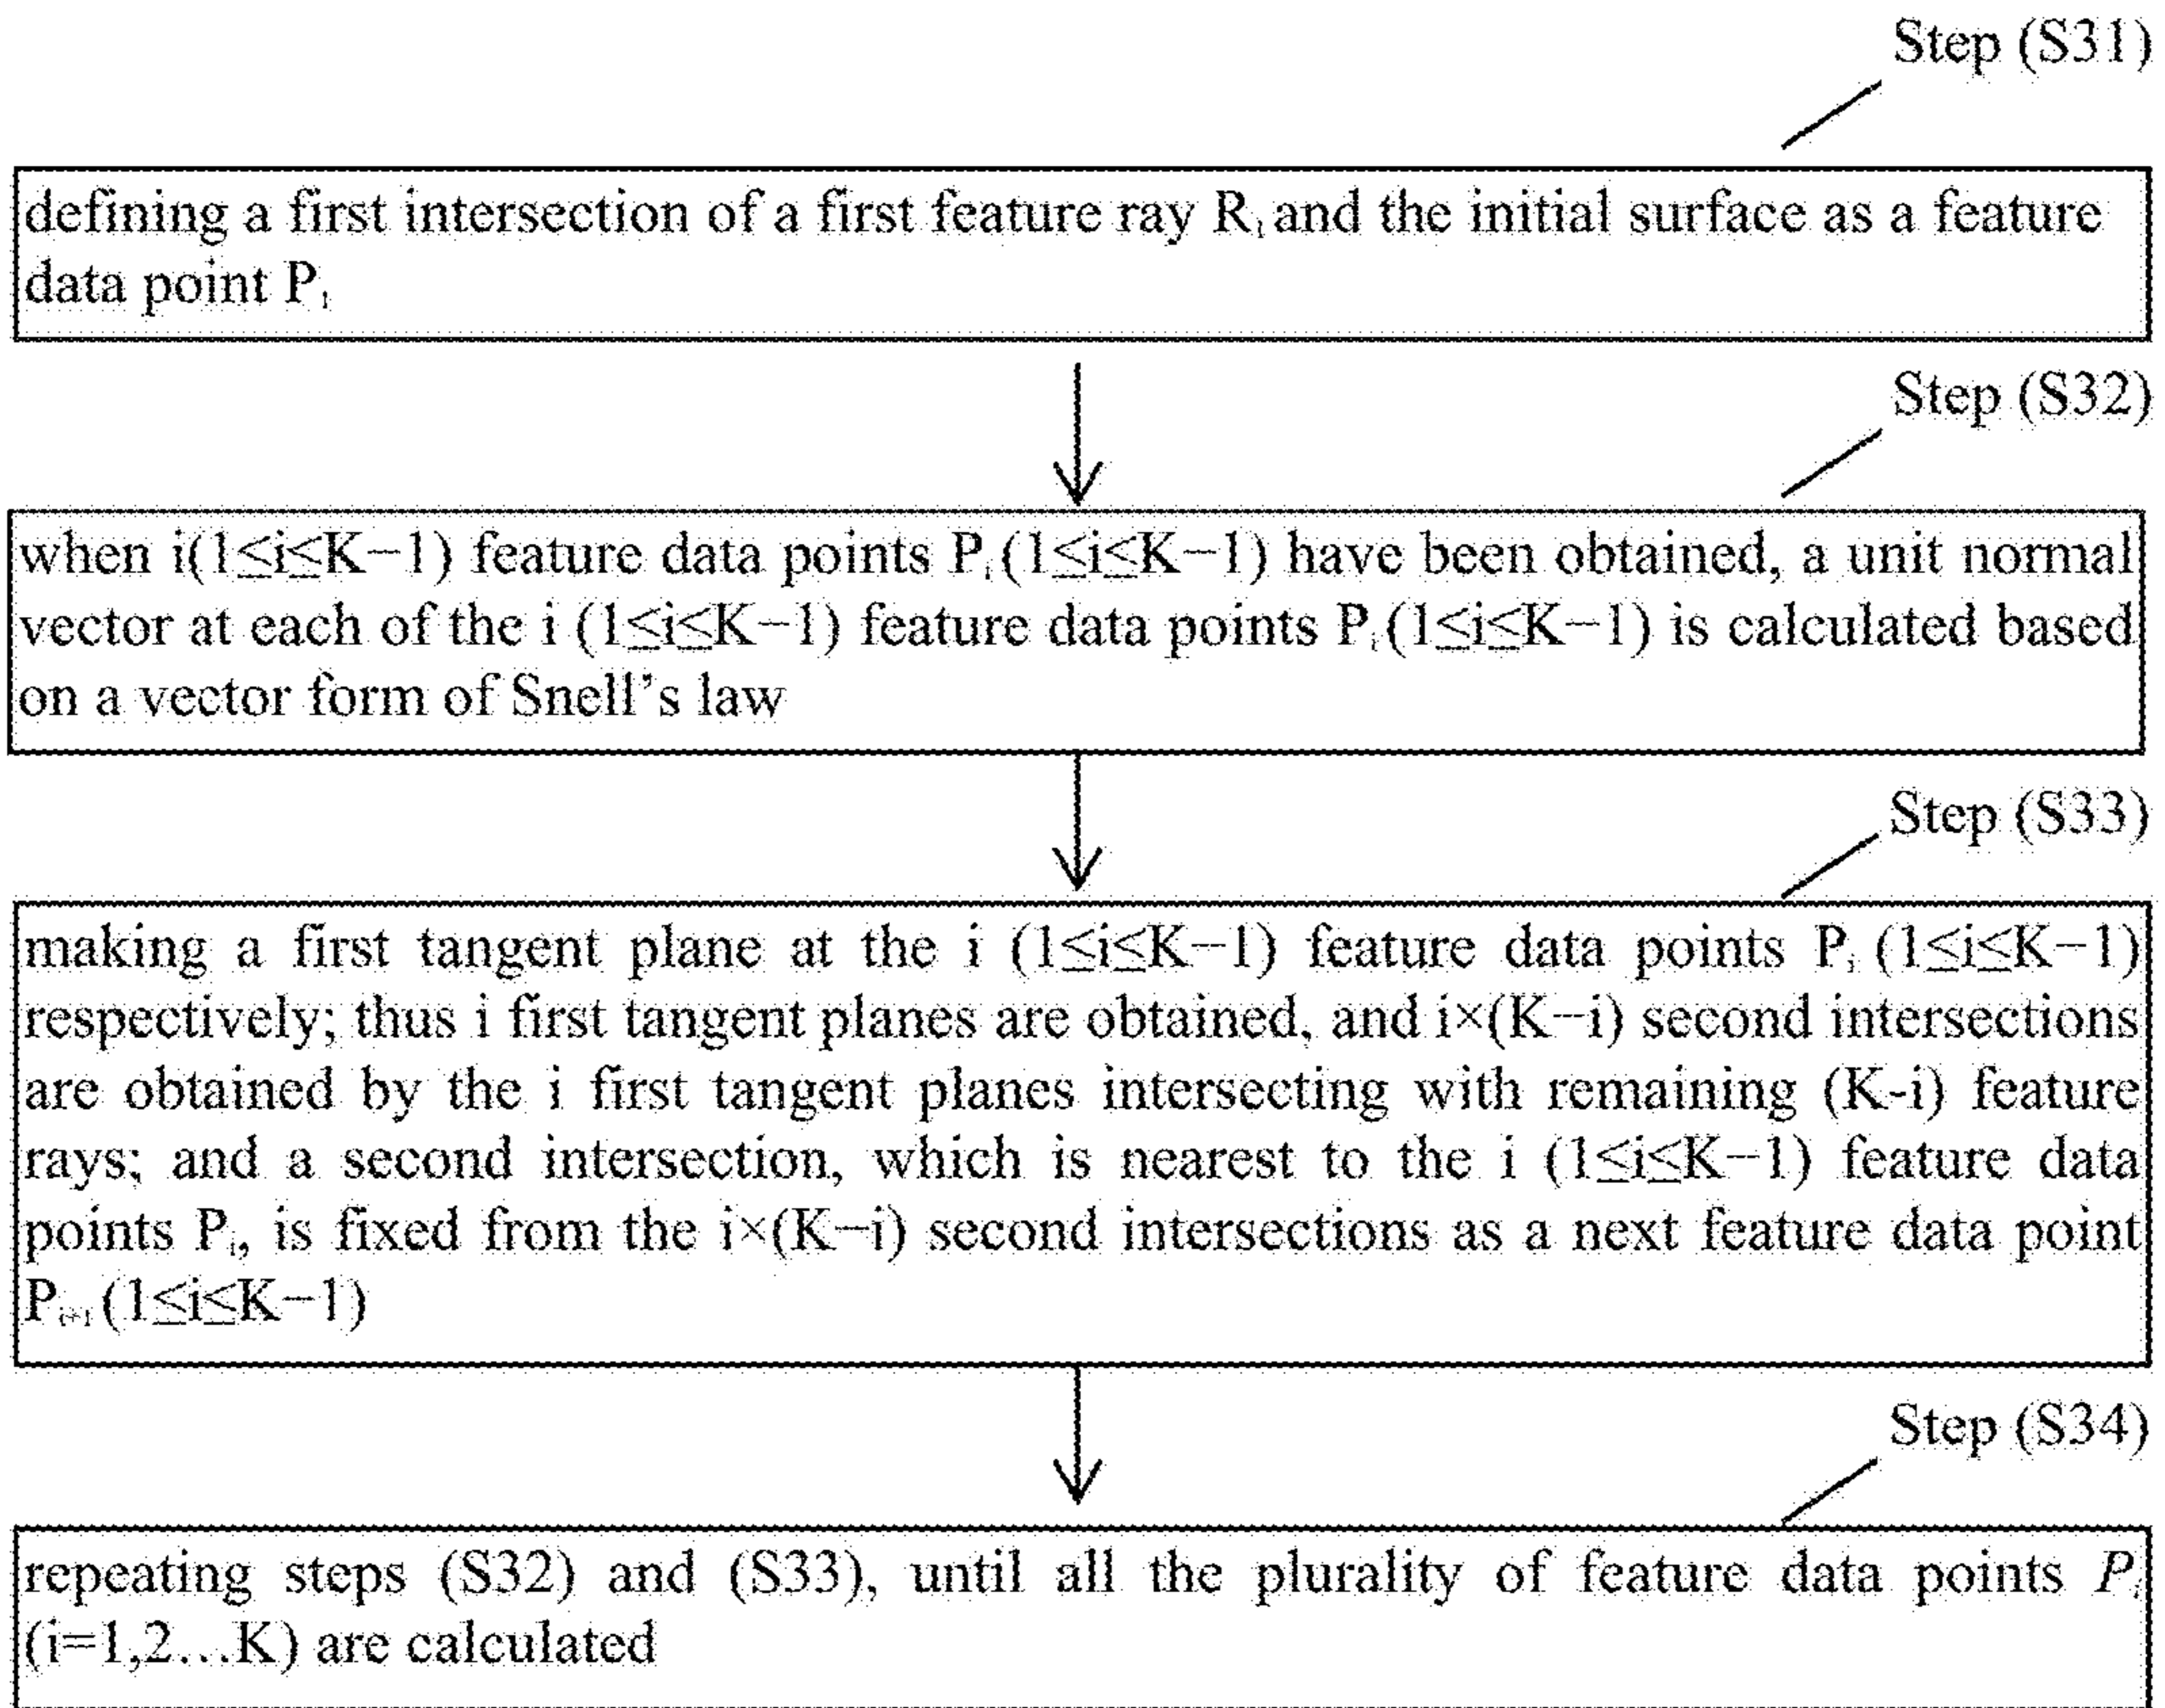 Step (S31)
defining a first intersection of a first feature ray R₁ and the initial surface as a feature
data point P₁
Step (S32)
when i(1≤i≤K−1) feature data points Pᵢ(1≤i≤K−1) have been obtained, a unit normal
vector at each of the i (1≤i≤K−1) feature data points Pᵢ(1≤i≤K−1) is calculated based
on a vector form of Snell's law
Step (S33)
making a first tangent plane at the i (1≤i≤K−1) feature data points Pᵢ (1≤i≤K−1)
respectively; thus i first tangent planes are obtained, and i×(K−i) second intersections
are obtained by the i first tangent planes intersecting with remaining (K-i) feature
rays; and a second intersection, which is nearest to the i (1≤i≤K−1) feature data
points Pᵢ, is fixed from the i×(K−i) second intersections as a next feature data point
Pᵢ₊₁(1≤i≤K−1)
Step (S34)
repeating steps (S32) and (S33), until all the plurality of feature data points Pᵢ
(i=1,2…K) are calculated